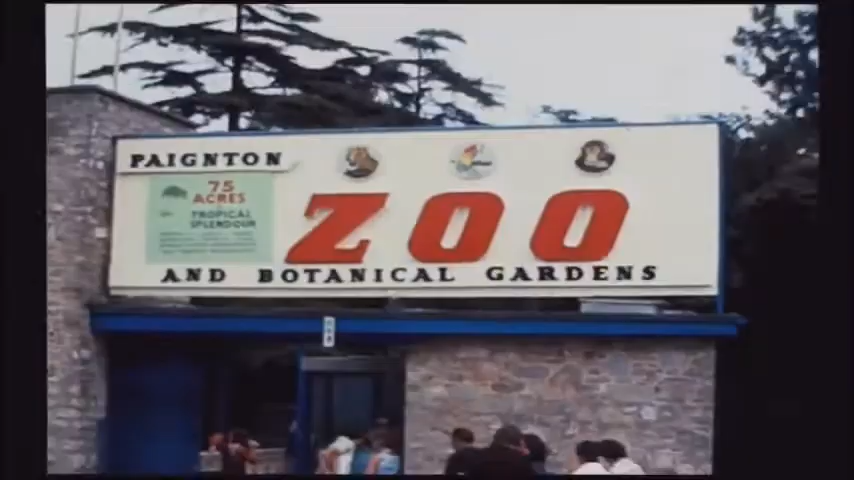 PAIGNTON
75
ACRES
TROPICAL
SPLENDOUR
ZOO
AND BOTANICAL GARDENS